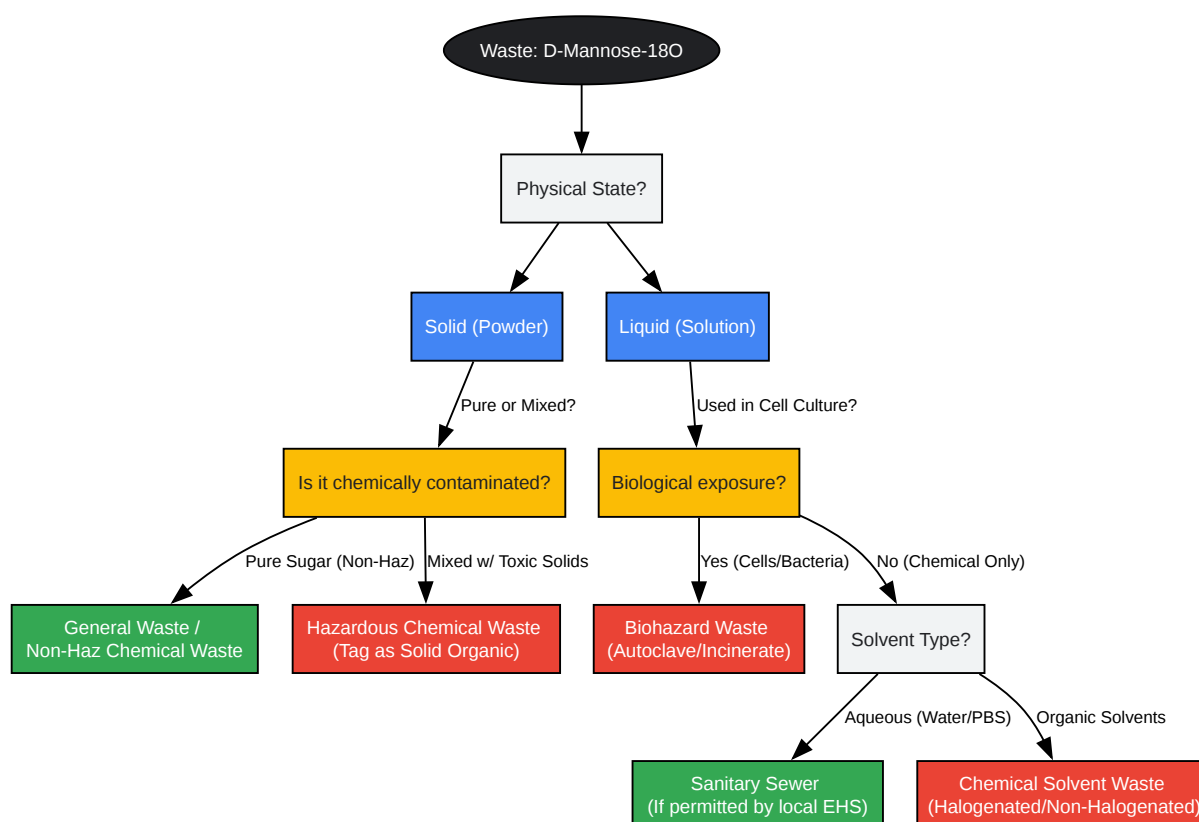 Waste: D-Mannose-18O
Physical State?
Solid (Powder)
Liquid (Solution)
Pure or Mixed?
Used in Cell Culture?
Is it chemically contaminated?
Biological exposure?
Pure Sugar (Non-Haz)
Mixed w/ Toxic Solids
Yes (Cells/Bacteria)
No (Chemical Only)
General Waste /
Non-Haz Chemical Waste
Hazardous Chemical Waste
(Tag as Solid Organic)
Biohazard Waste
(Autoclave/Incinerate)
Solvent Type?
Aqueous (Water/PBS)
Organic Solvents
Sanitary Sewer
(If permitted by local EHS)
Chemical Solvent Waste
(Halogenated/Non-Halogenated)